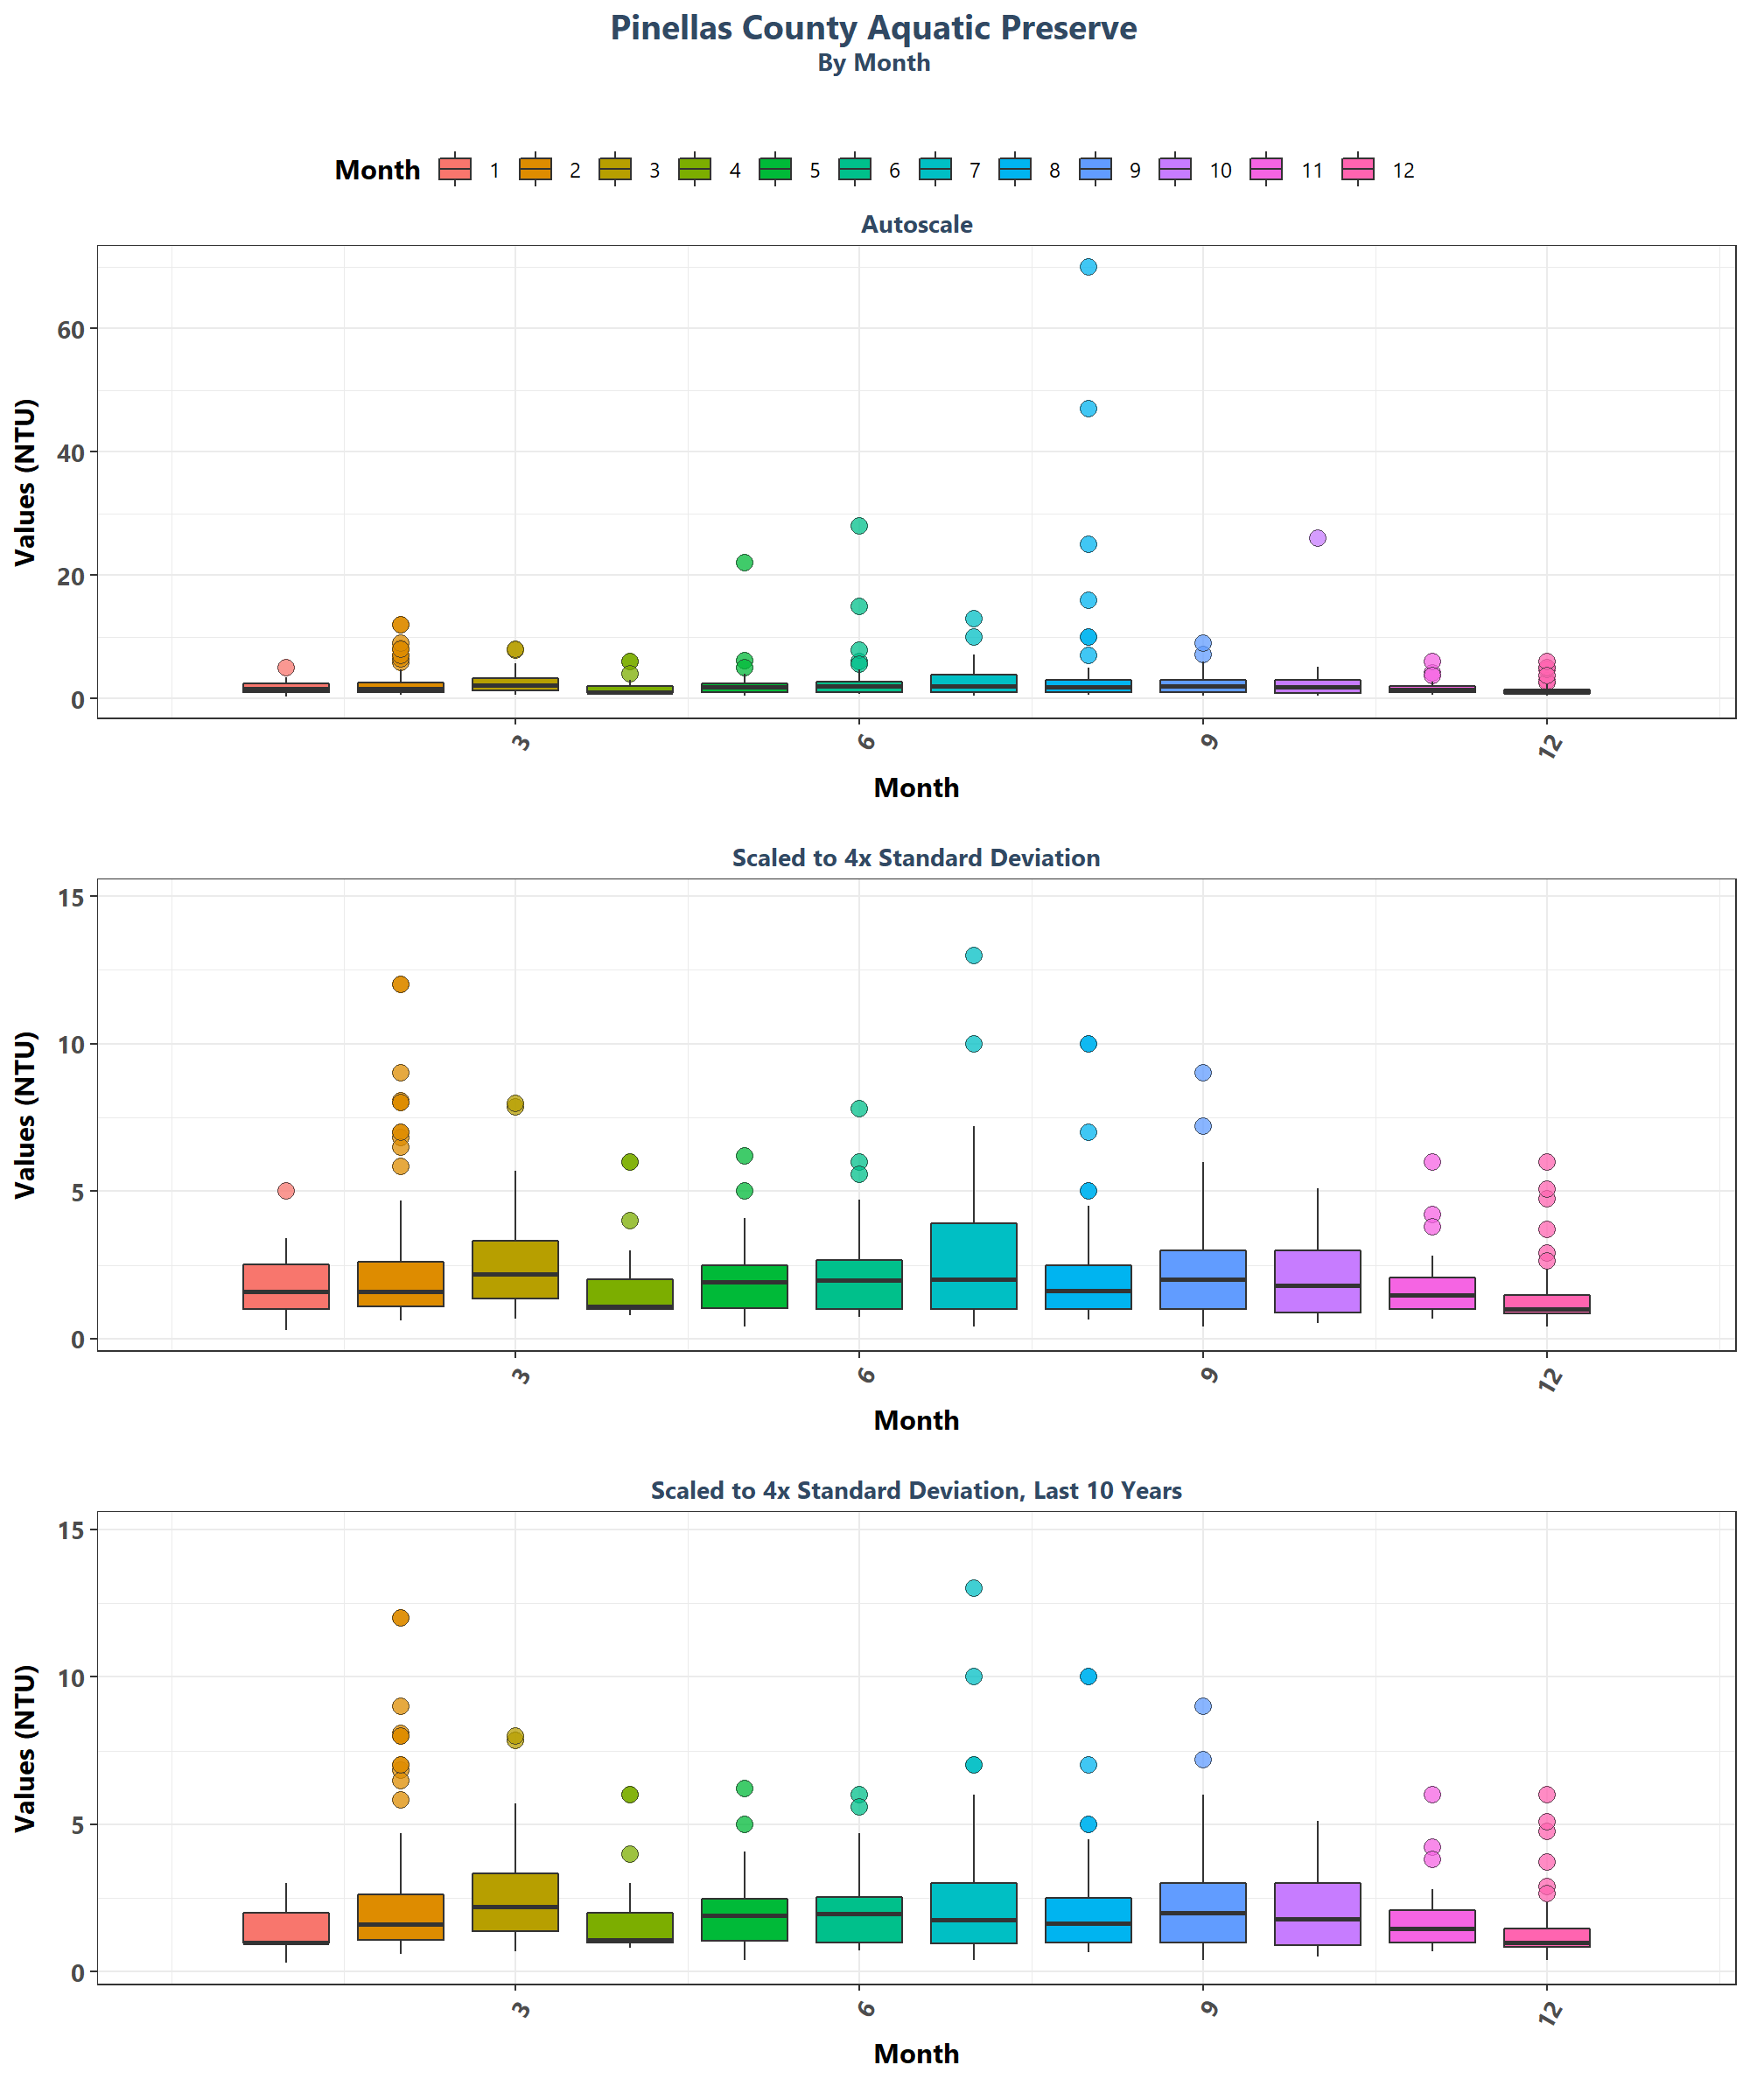 Pinellas County Aquatic Preserve
By Month
Month 1 2 3 4 5 6 7 8 9 10 11 12
Autoscale
Values (NTU)
60
40
20
0
3 6 9 12
Month
Scaled to 4x Standard Deviation
Values (NTU)
15
10
5
0
3 6 9 12
Month
Scaled to 4x Standard Deviation, Last 10 Years
Values (NTU)
15
10
5
0
3 6 9 12
Month